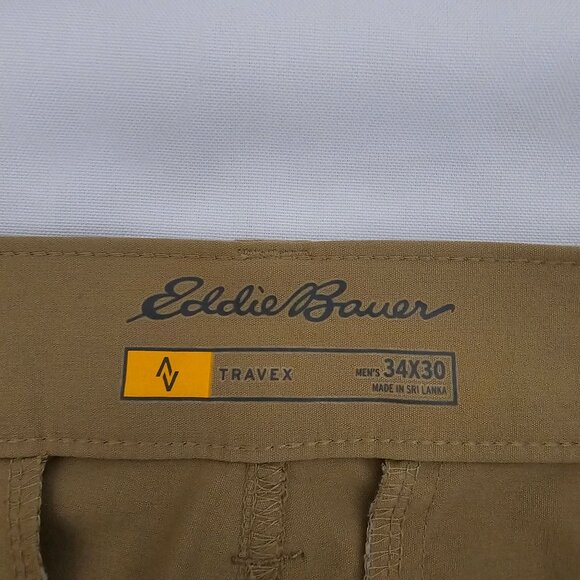 Eddie Bauer
TRAVEX
MEN'S 34X30
MADE IN SRI LANKA